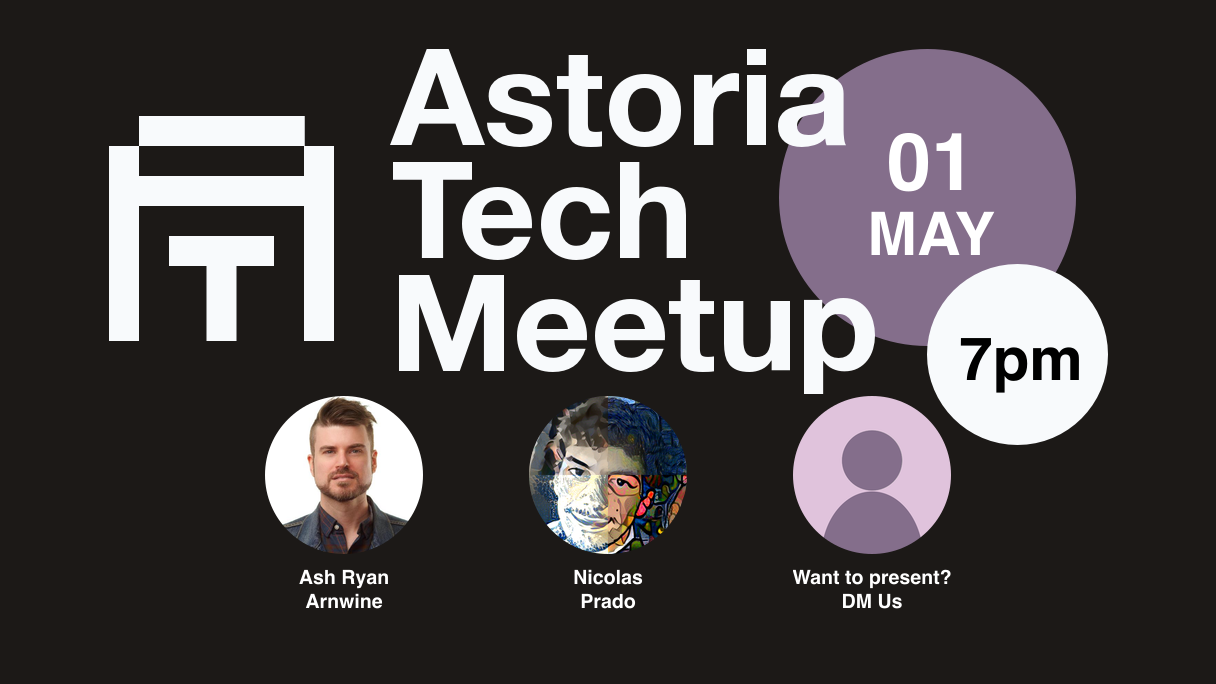 Astoria
Tech
Meetup
01
MAY
7pm
Ash Ryan
Arnwine
Nicolas
Prado
Want to present?
DM Us